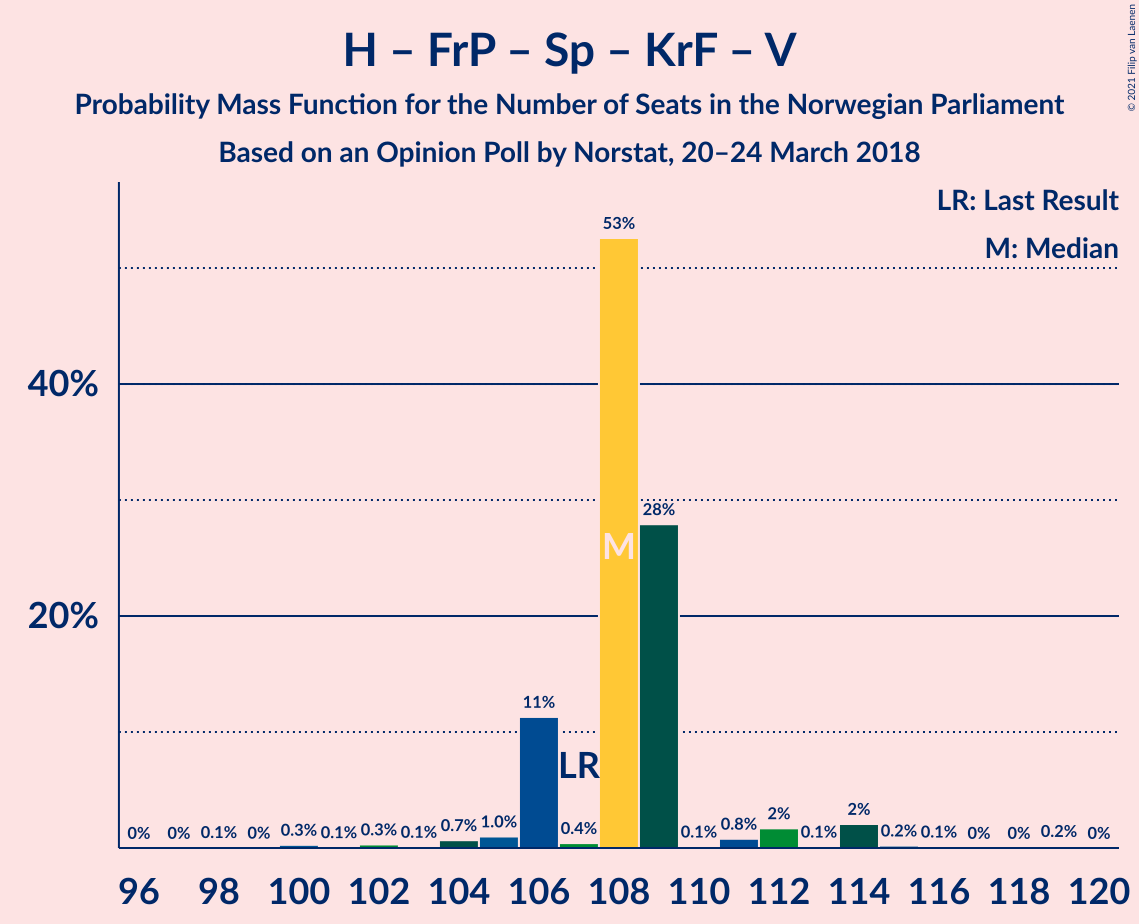 H – FrP – Sp – KrF – V
Probability Mass Function for the Number of Seats in the Norwegian Parliament
Based on an Opinion Poll by Norstat, 20–24 March 2018
© 2021 Filip van Laenen
LR: Last Result
M: Median
40%
20%
0% 0% 0.1% 0% 0.3% 0.1% 0.3% 0.1% 0.7% 1.0% 11% 0.4% 53% 28% 0.1% 0.8% 2% 0.1% 2% 0.2% 0.1% 0% 0% 0.2% 0%
LR
M
96 98 100 102 104 106 108 110 112 114 116 118 120